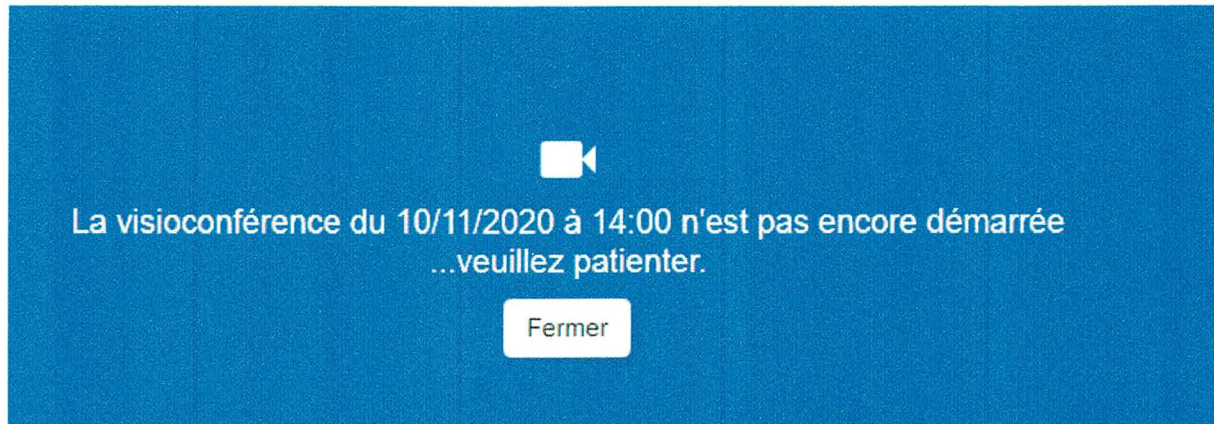 La visioconférence du 10/11/2020 à 14:00 n'est pas encore démarrée
...veuillez patienter.
Fermer